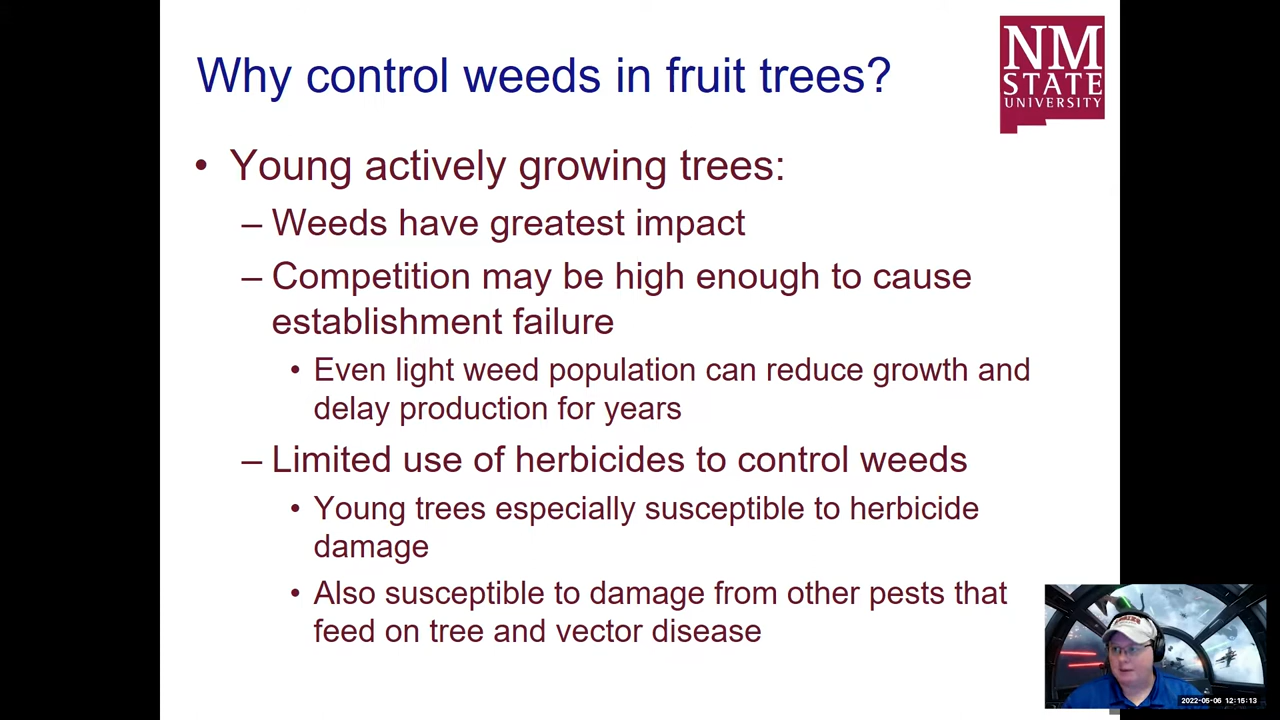 Why control weeds in fruit trees?
NM
STATE
UNIVERSITY
• Young actively growing trees:
– Weeds have greatest impact
– Competition may be high enough to cause
establishment failure
• Even light weed population can reduce growth and
delay production for years
– Limited use of herbicides to control weeds
• Young trees especially susceptible to herbicide
damage
• Also susceptible to damage from other pests that
feed on tree and vector disease
2022-05-06 12:15:13